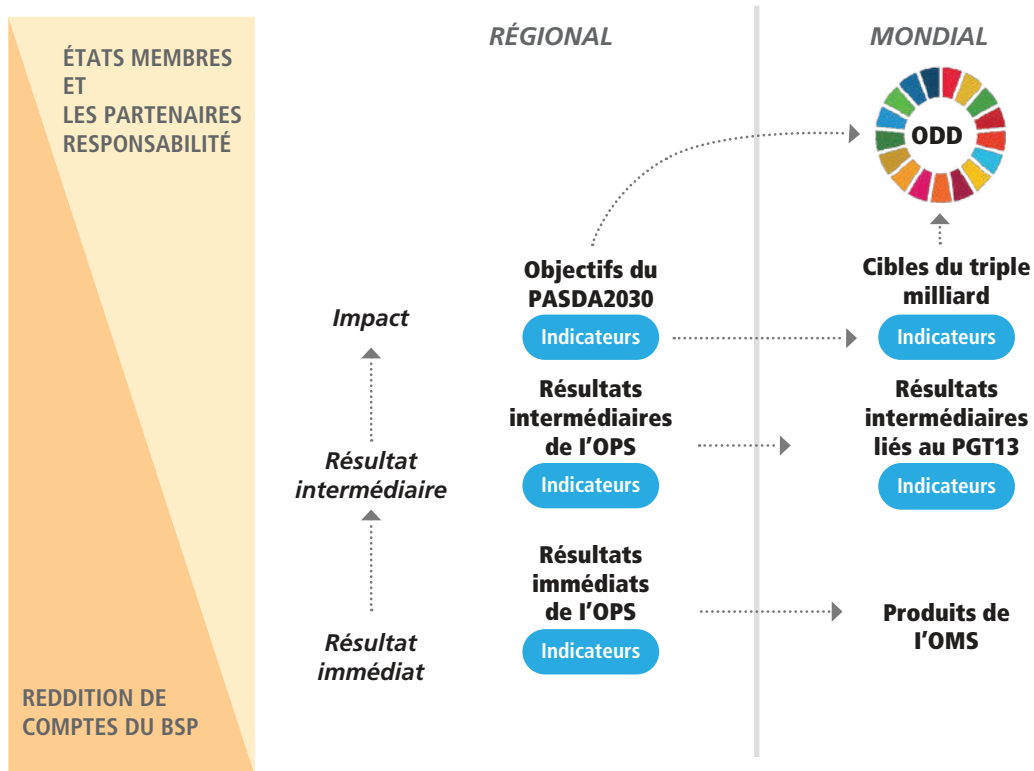 ÉTATS MEMBRES
ET
LES PARTENAIRES
RESPONSABILITÉ
REDDITION DE
COMPTES DU BSP
RÉGIONAL
MONDIAL
ODD
Impact
Objectifs du
PASDA2030
Indicateurs
Cibles du triple
milliard
Indicateurs
Résultat
intermédiaire
Résultats
intermédiaires
de l’OPS
Indicateurs
Résultats
intermédiaires
liés au PGT13
Indicateurs
Résultat
immédiat
Résultats
immédiats
de l’OPS
Indicateurs
Produits de
l’OMS